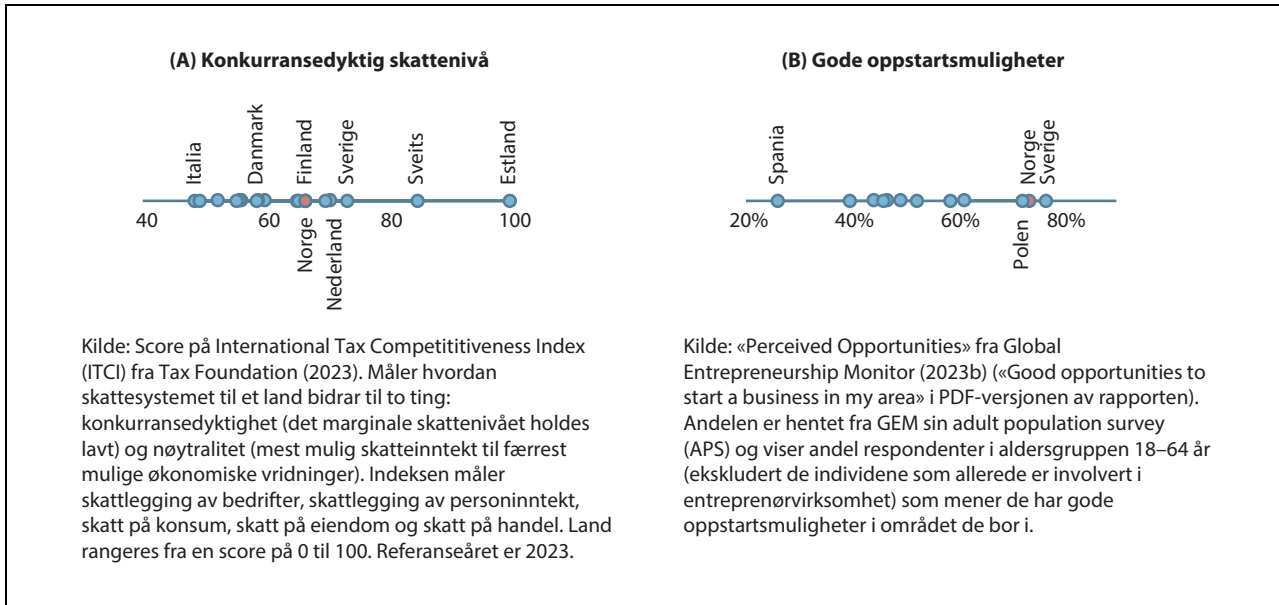 (A) Konkurransedyktig skattenivå
Italia
Danmark
Finland
Sverige
Sveits
Estland
40
60
80
100
Norge
Nederland
Kilde: Score på International Tax Competititiveness Index
(ITCI) fra Tax Foundation (2023). Måler hvordan
skattesystemet til et land bidrar til to ting:
konkurransedyktighet (det marginale skattenivået holdes
lavt) og nøytralitet (mest mulig skatteinntekt til færrest
mulige økonomiske vridninger). Indeksen måler
skattlegging av bedrifter, skattlegging av personinntekt,
skatt på konsum, skatt på eiendom og skatt på handel. Land
rangeres fra en score på 0 til 100. Referanseåret er 2023.
(B) Gode oppstartsmuligheter
Spania
Norge
Sverige
20%
40%
60%
80%
Polen
Kilde: «Perceived Opportunities» fra Global
Entrepreneurship Monitor (2023b) («Good opportunities to
start a business in my area» i PDF-versjonen av rapporten).
Andelen er hentet fra GEM sin adult population survey
(APS) og viser andel respondenter i aldersgruppen 18–64 år
(ekskludert de individene som allerede er involvert i
entreprenørvirksomhet) som mener de har gode
oppstartsmuligheter i området de bor i.